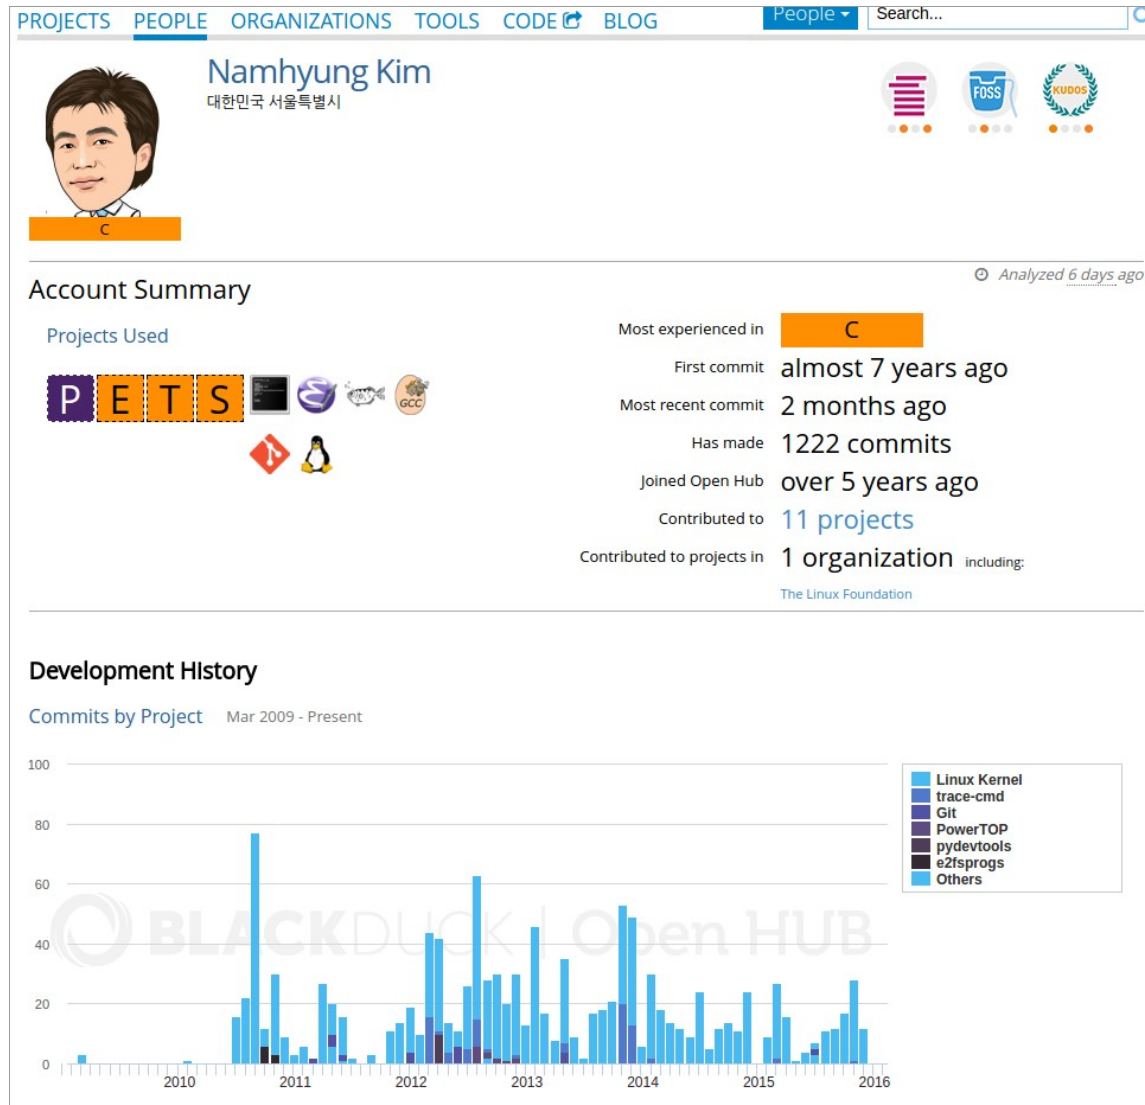 PROJECTS PEOPLE ORGANIZATIONS TOOLS CODE BLOG People Search...
Namhyung Kim
대한민국 서울특별시
FOSS KUDOS
C
Analyzed 6 days ago
Account Summary
Projects Used
P E T S GCC
Most experienced in C
First commit almost 7 years ago
Most recent commit 2 months ago
Has made 1222 commits
Joined Open Hub over 5 years ago
Contributed to 11 projects
Contributed to projects in 1 organization including:
The Linux Foundation
Development History
Commits by Project Mar 2009 - Present
100
80
60
40
20
0
BLACKDUCK | Open HUB
2010 2011 2012 2013 2014 2015 2016
Linux Kernel
trace-cmd
Git
PowerTOP
pydevtools
e2fsprogs
Others